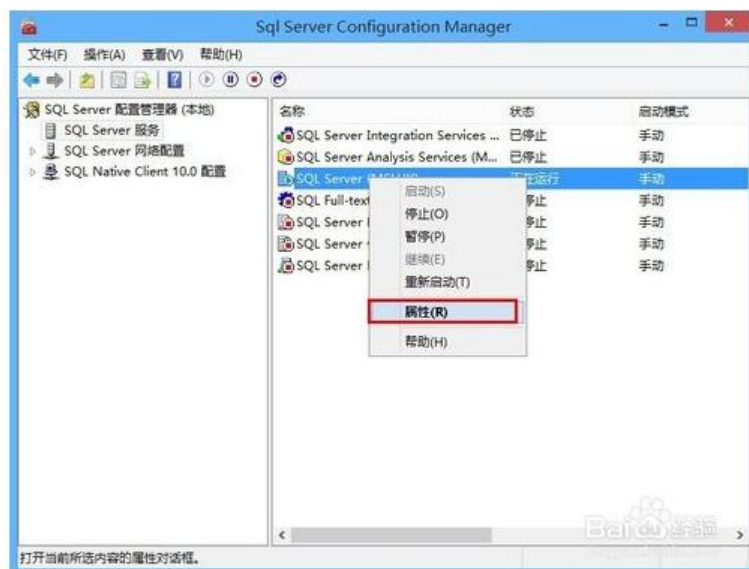 Sql Server Configuration Manager
文件(F) 操作(A) 查看(V) 帮助(H)
SQL Server 配置管理器 (本地)
SQL Server 服务
SQL Server 网络配置
SQL Native Client 10.0 配置
名称 状态 启动模式
SQL Server Integration Services ... 已停止 手动
SQL Server Analysis Services (M... 已停止 手动
SQL Server 正在运行 手动
SQL Full-text 停止 手动
SQL Server 停止 手动
SQL Server 停止 手动
SQL Server 停止 手动
启动(S)
停止(O)
暂停(P)
继续(E)
重新启动(T)
属性(R)
帮助(H)
打开当前所选内容的属性对话框。
Baidu 经验